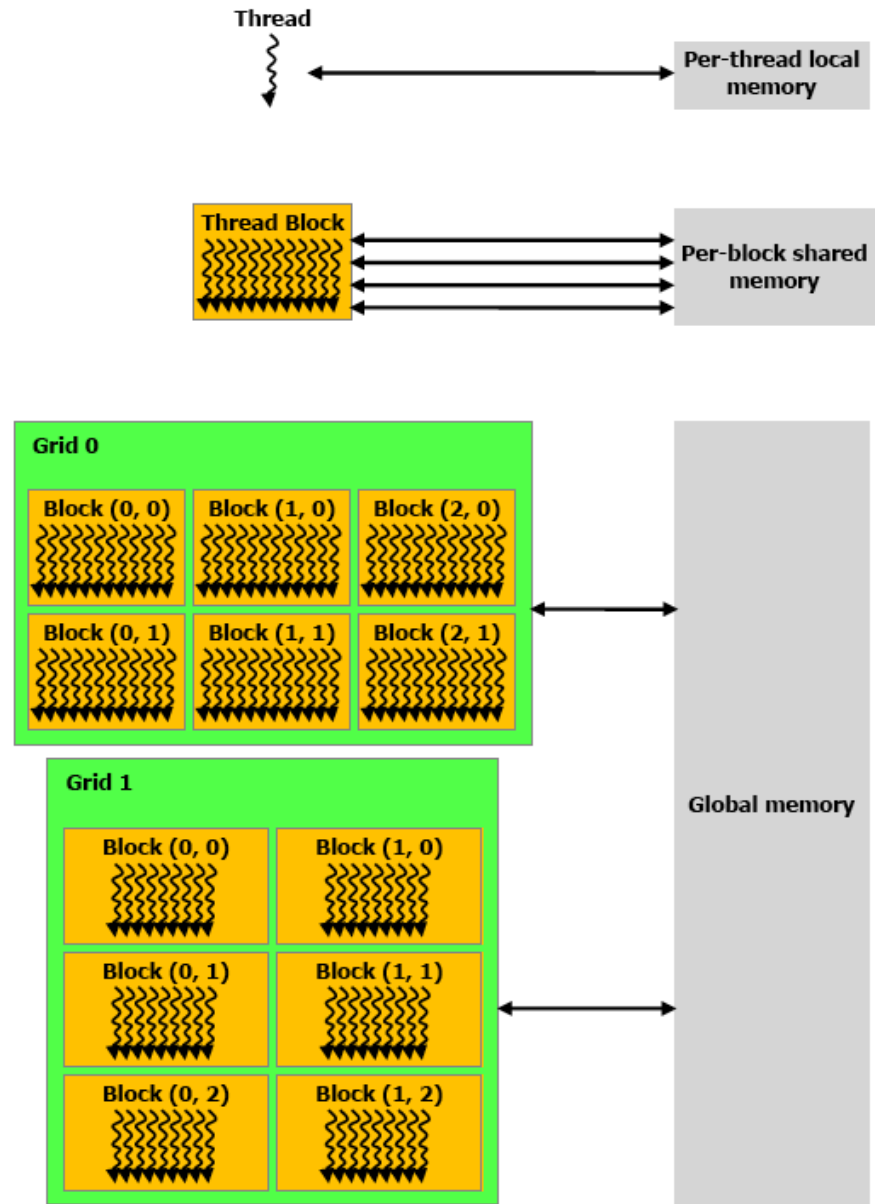 Thread
Per-thread local
memory
Thread Block
Per-block shared
memory
Grid 0
Block (0, 0) Block (1, 0) Block (2, 0)
Block (0, 1) Block (1, 1) Block (2, 1)
Global memory
Grid 1
Block (0, 0) Block (1, 0)
Block (0, 1) Block (1, 1)
Block (0, 2) Block (1, 2)